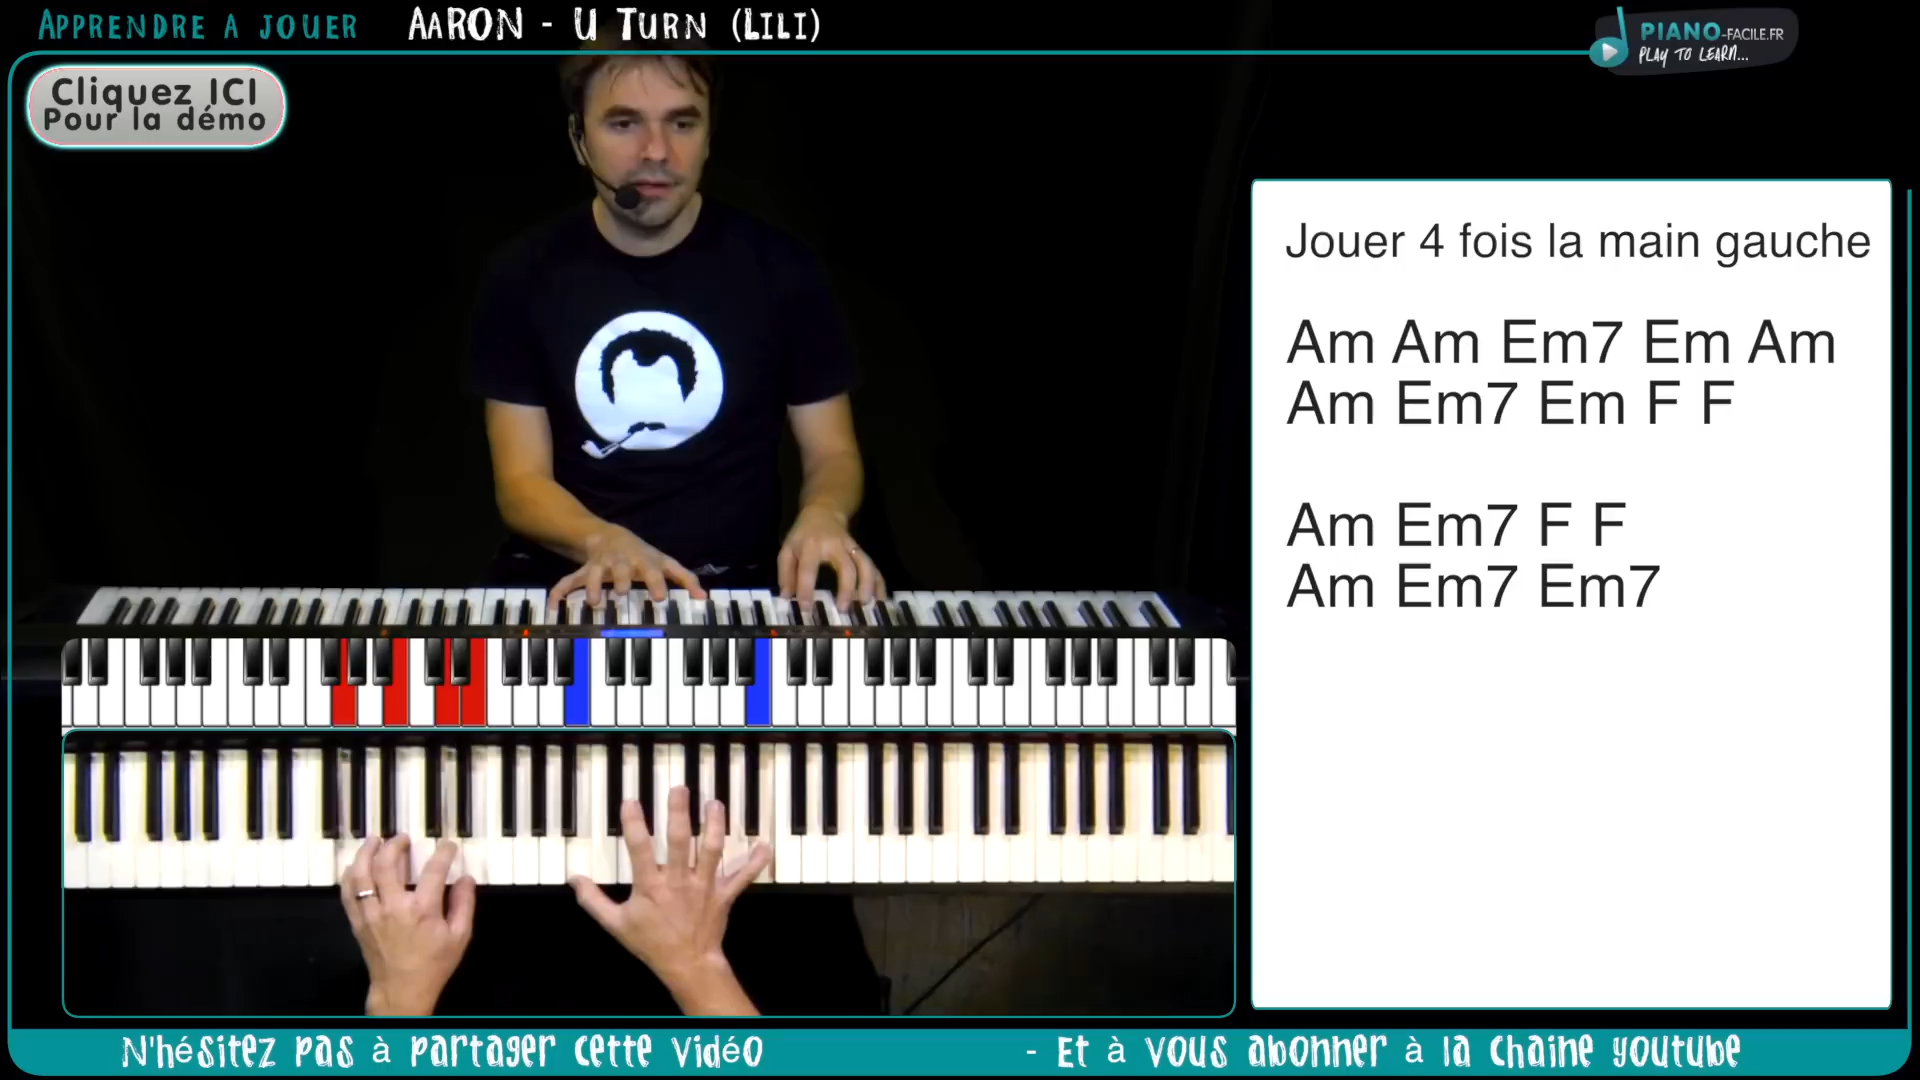 APPRENDRE A JOUER AARON - U TURN (LILI)
PIANO-FACILE.FR
PLAY TO LEARN...
Cliquez ICI
Pour la démo
Jouer 4 fois la main gauche
Am Am Em7 Em Am
Am Em7 Em F F
Am Em7 F F
Am Em7 Em7
N'hésitez pas à partager cette vidéo - Et à vous abonner à la chaine youtube